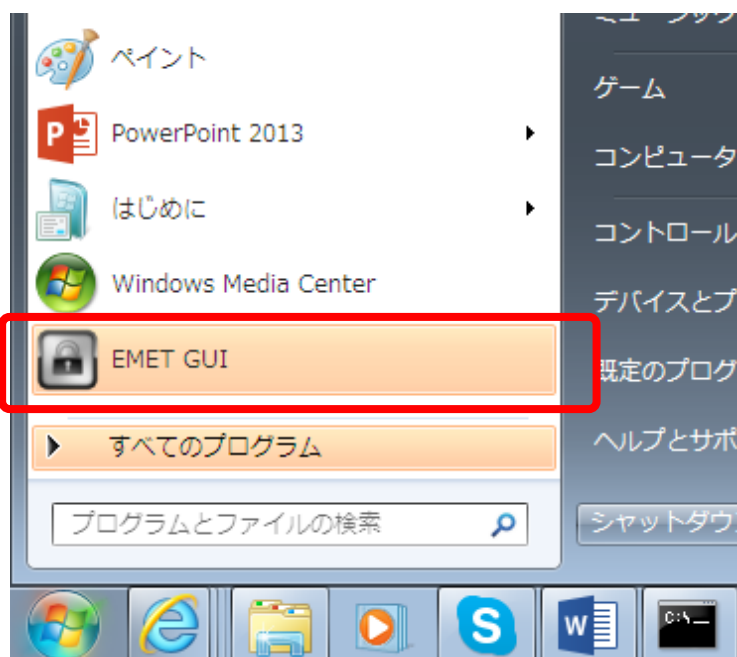 ペイント
PowerPoint 2013
はじめに
Windows Media Center
EMET GUI
すべてのプログラム
プログラムとファイルの検索
ゲーム
コンピュータ
コントロール
デバイスとプ
既定のプログ
ヘルプとサポ
シャットダウ
C:\